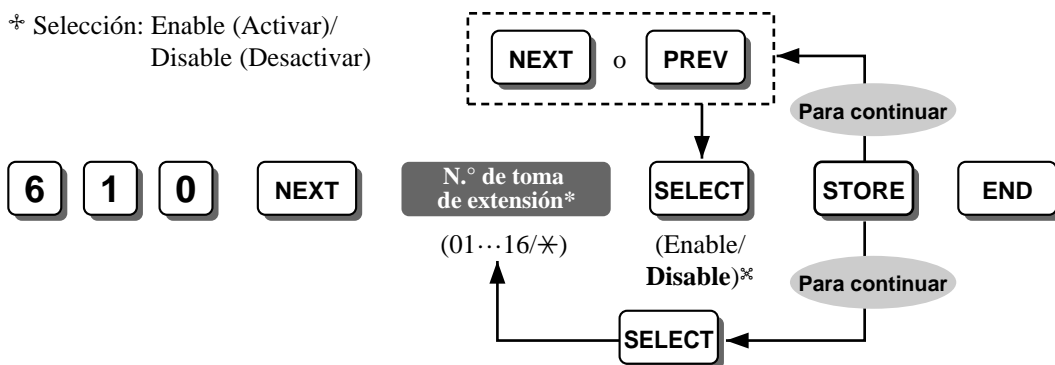 ✢ Selección: Enable (Activar)/
Disable (Desactivar)
NEXT o PREV
Para continuar
6 1 0 NEXT N.° de toma de extensión* SELECT STORE END
(01···16/✳) (Enable/
Disable)⌘
Para continuar
SELECT